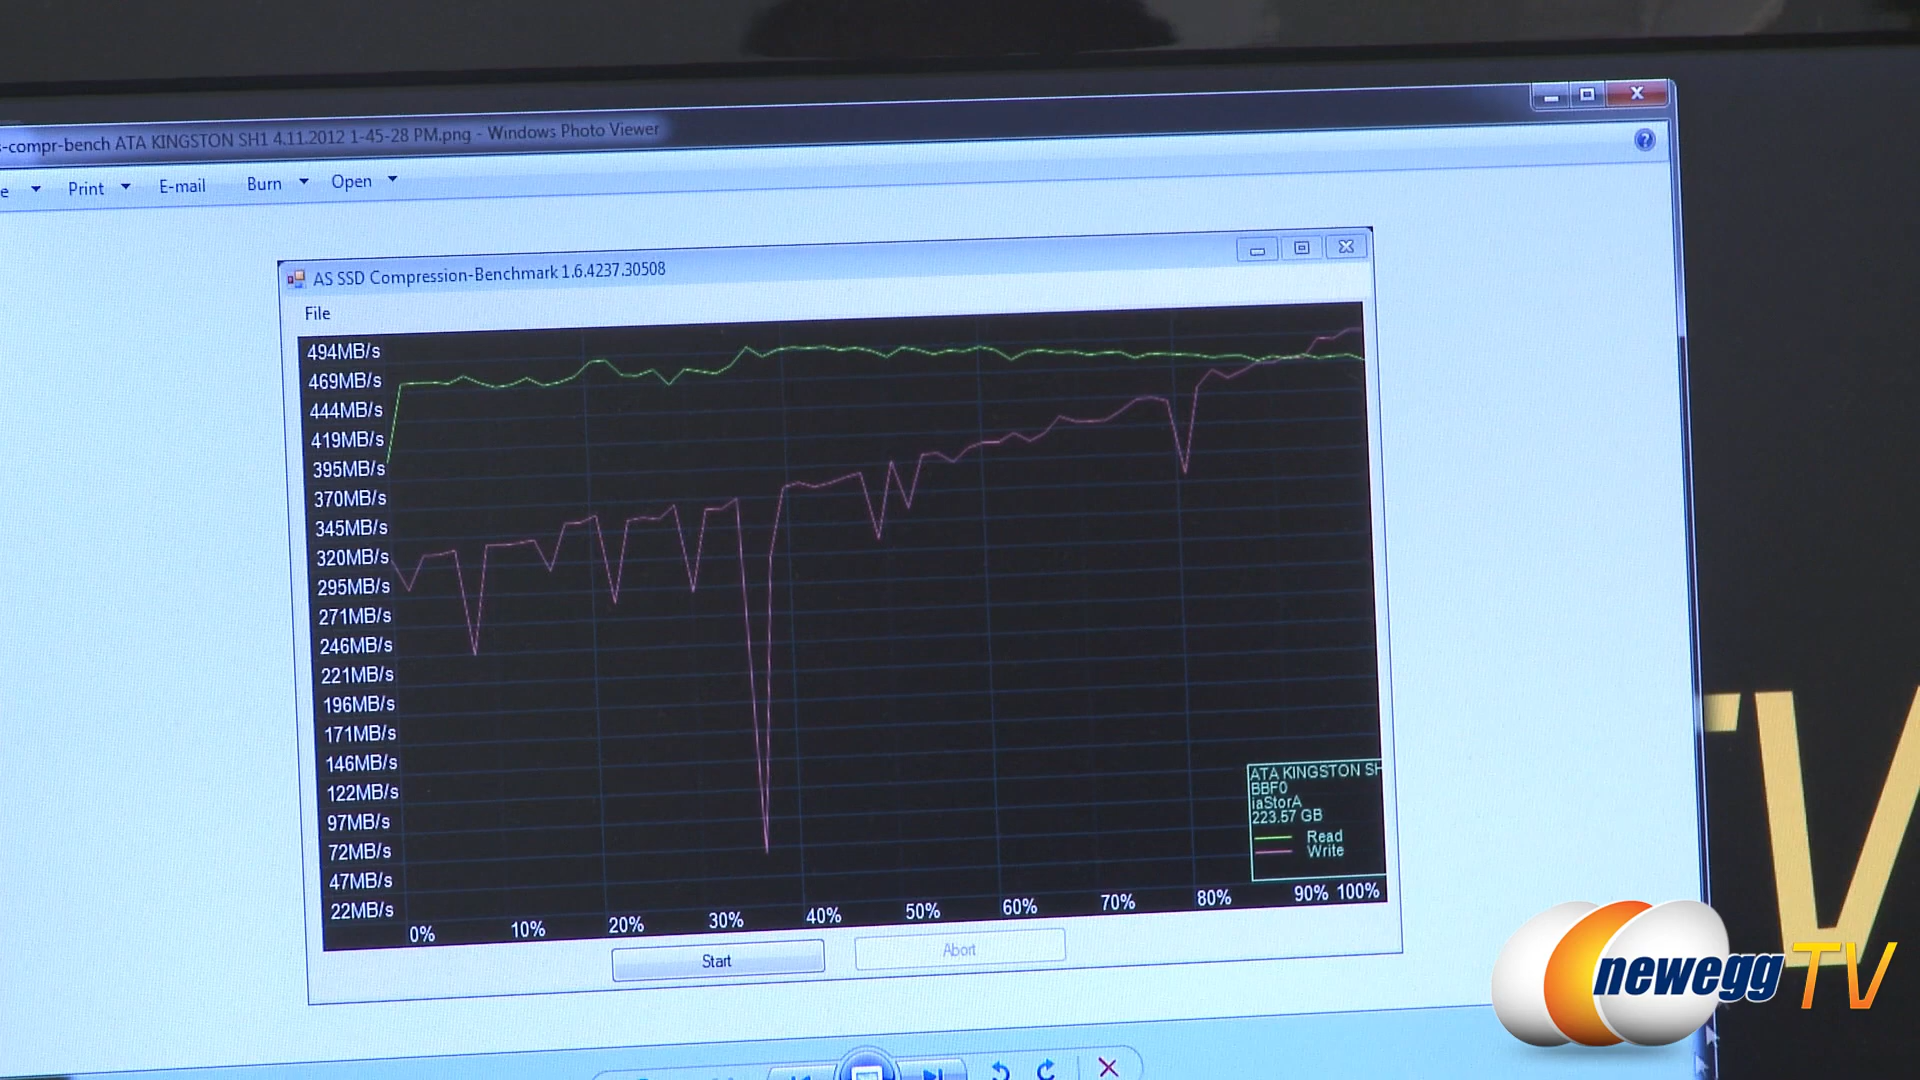 -compr-bench ATA KINGSTON SH1 4.11.2012 1-45-28 PM.png - Windows Photo Viewer
Print E-mail Burn Open
AS SSD Compression-Benchmark 1.6.4237.30508
File
494MB/s
469MB/s
444MB/s
419MB/s
395MB/s
370MB/s
345MB/s
320MB/s
295MB/s
271MB/s
246MB/s
221MB/s
196MB/s
171MB/s
146MB/s
122MB/s
97MB/s
72MB/s
47MB/s
22MB/s
0% 10% 20% 30% 40% 50% 60% 70% 80% 90% 100%
ATA KINGSTON SH
BBF0
iaStorA
223.57 GB
Read
Write
Start Abort
TV
newegg TV